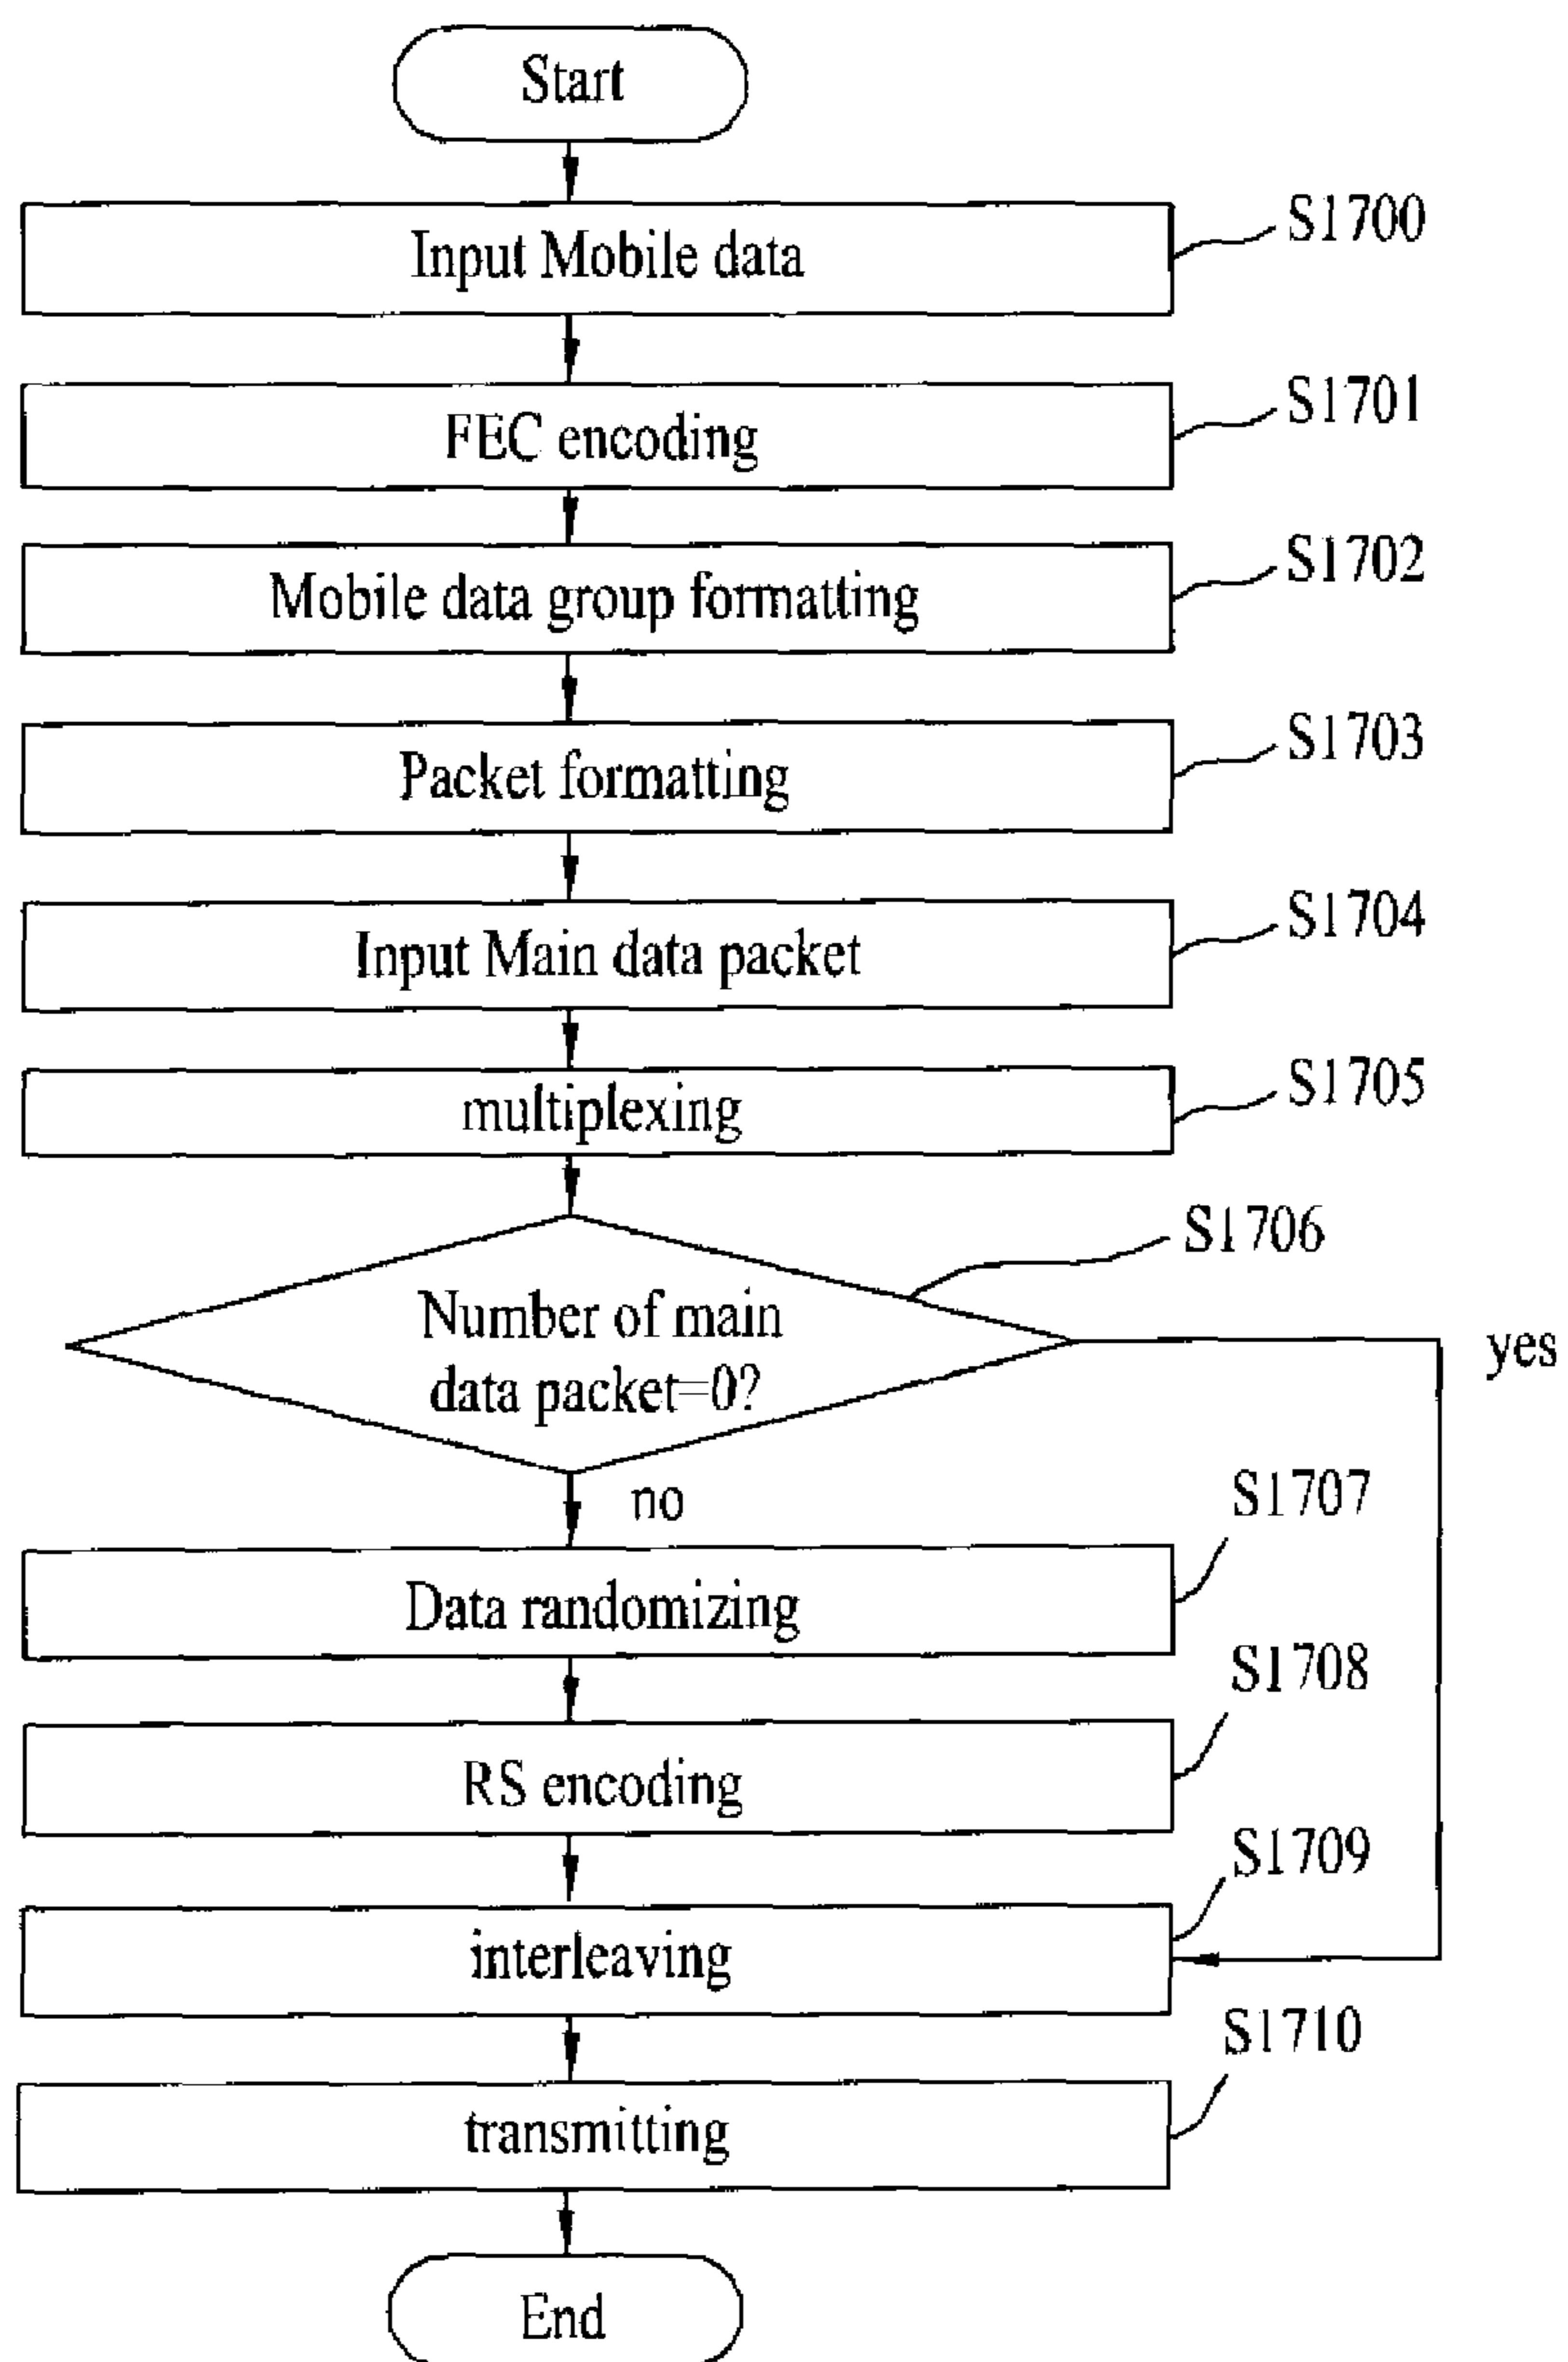 Start
Input Mobile data
S1700
FEC encoding
S1701
Mobile data group formatting
S1702
Packet formatting
S1703
Input Main data packet
S1704
multiplexing
S1705
Number of main
data packet=0?
S1706
yes
no
Data randomizing
S1707
RS encoding
S1708
interleaving
S1709
transmitting
S1710
End